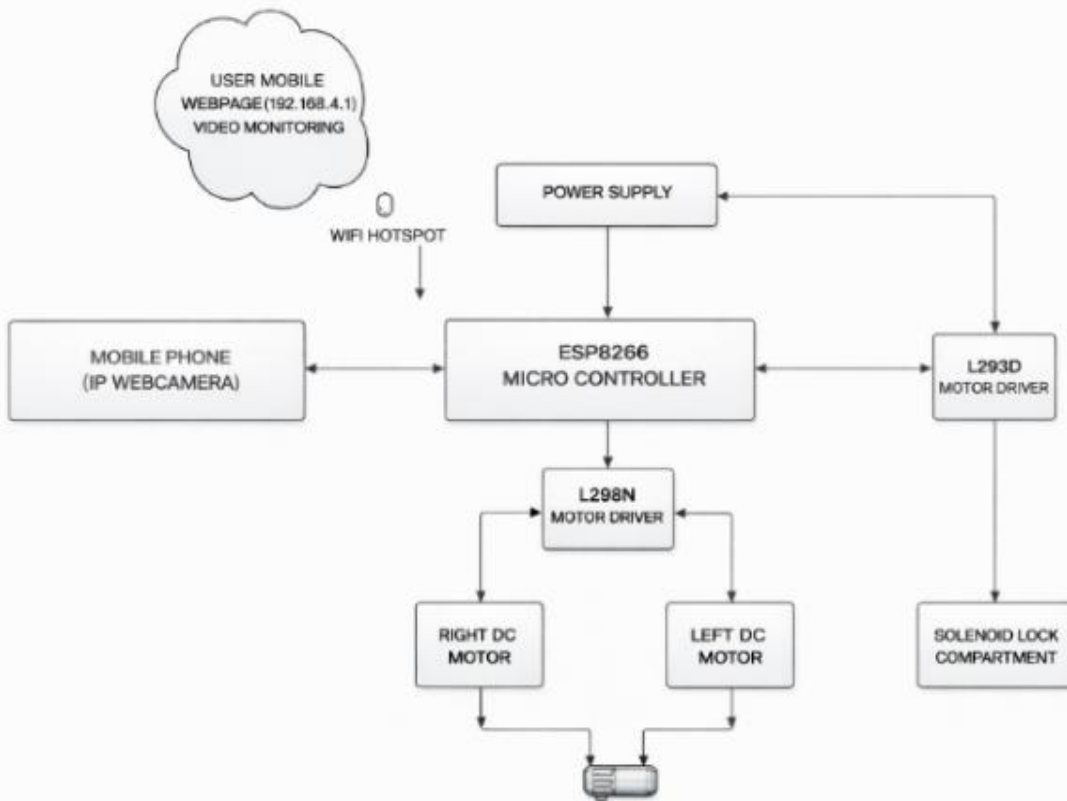 USER MOBILE
WEBPAGE(192.168.4.1)
VIDEO MONITORING
WIFI HOTSPOT
POWER SUPPLY
MOBILE PHONE
(IP WEBCAMERA)
ESP8266
MICRO CONTROLLER
L293D
MOTOR DRIVER
L298N
MOTOR DRIVER
RIGHT DC
MOTOR
LEFT DC
MOTOR
SOLENOID LOCK
COMPARTMENT